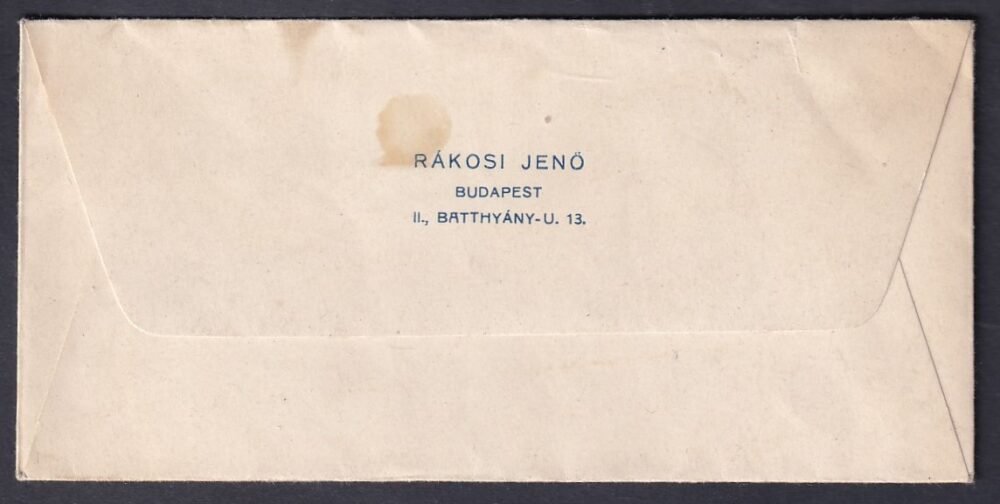 RÁKOSI JENŐ
BUDAPEST
II., BATTHYÁNY-U. 13.